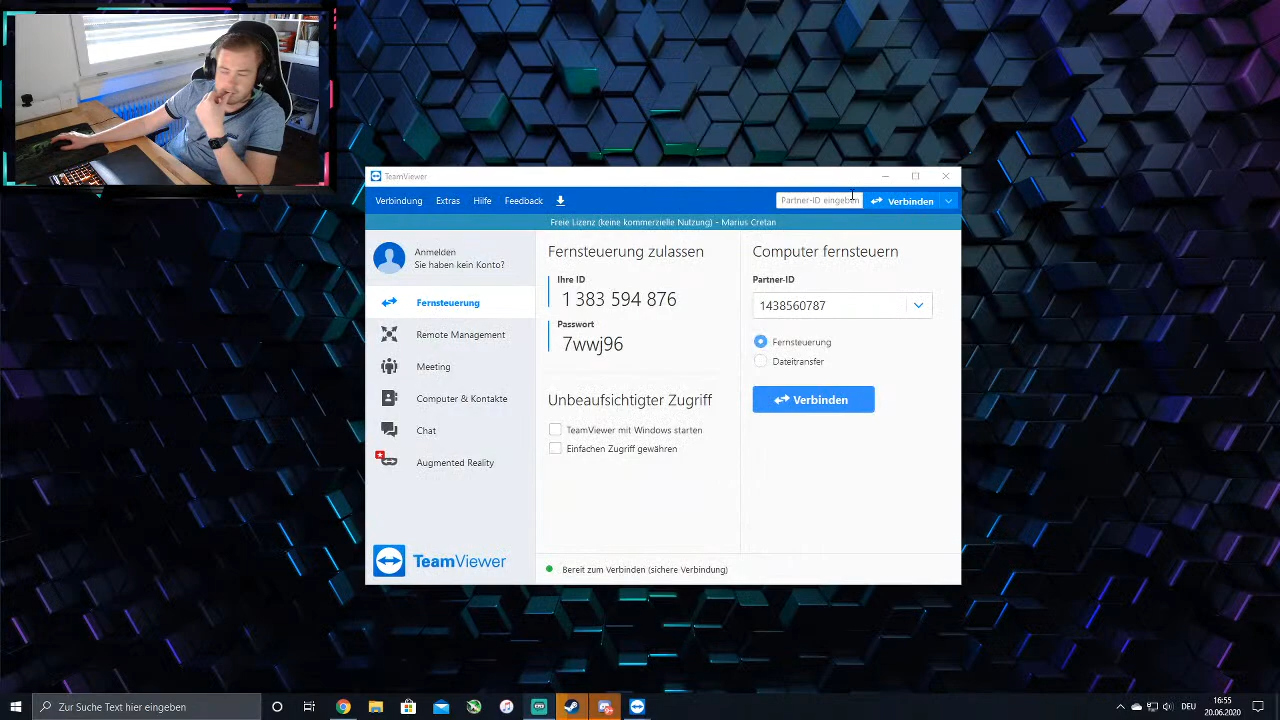 TeamViewer
Verbindung Extras Hilfe Feedback
Partner-ID eingeben Verbinden
Freie Lizenz (keine kommerzielle Nutzung) - Marius Cretan
Anmelden
Sie haben kein Konto?
Fernsteuerung
Remote Management
Meeting
Computer & Kontakte
Chat
Augmented Reality
TeamViewer
Fernsteuerung zulassen
Ihre ID
1 383 594 876
Passwort
7wwj96
Unbeaufsichtigter Zugriff
TeamViewer mit Windows starten
Einfachen Zugriff gewähren
Computer fernsteuern
Partner-ID
1438560787
Fernsteuerung
Dateitransfer
Verbinden
Bereit zum Verbinden (sichere Verbindung)
Zur Suche Text hier eingeben
DEU
16:55
20.06.2020